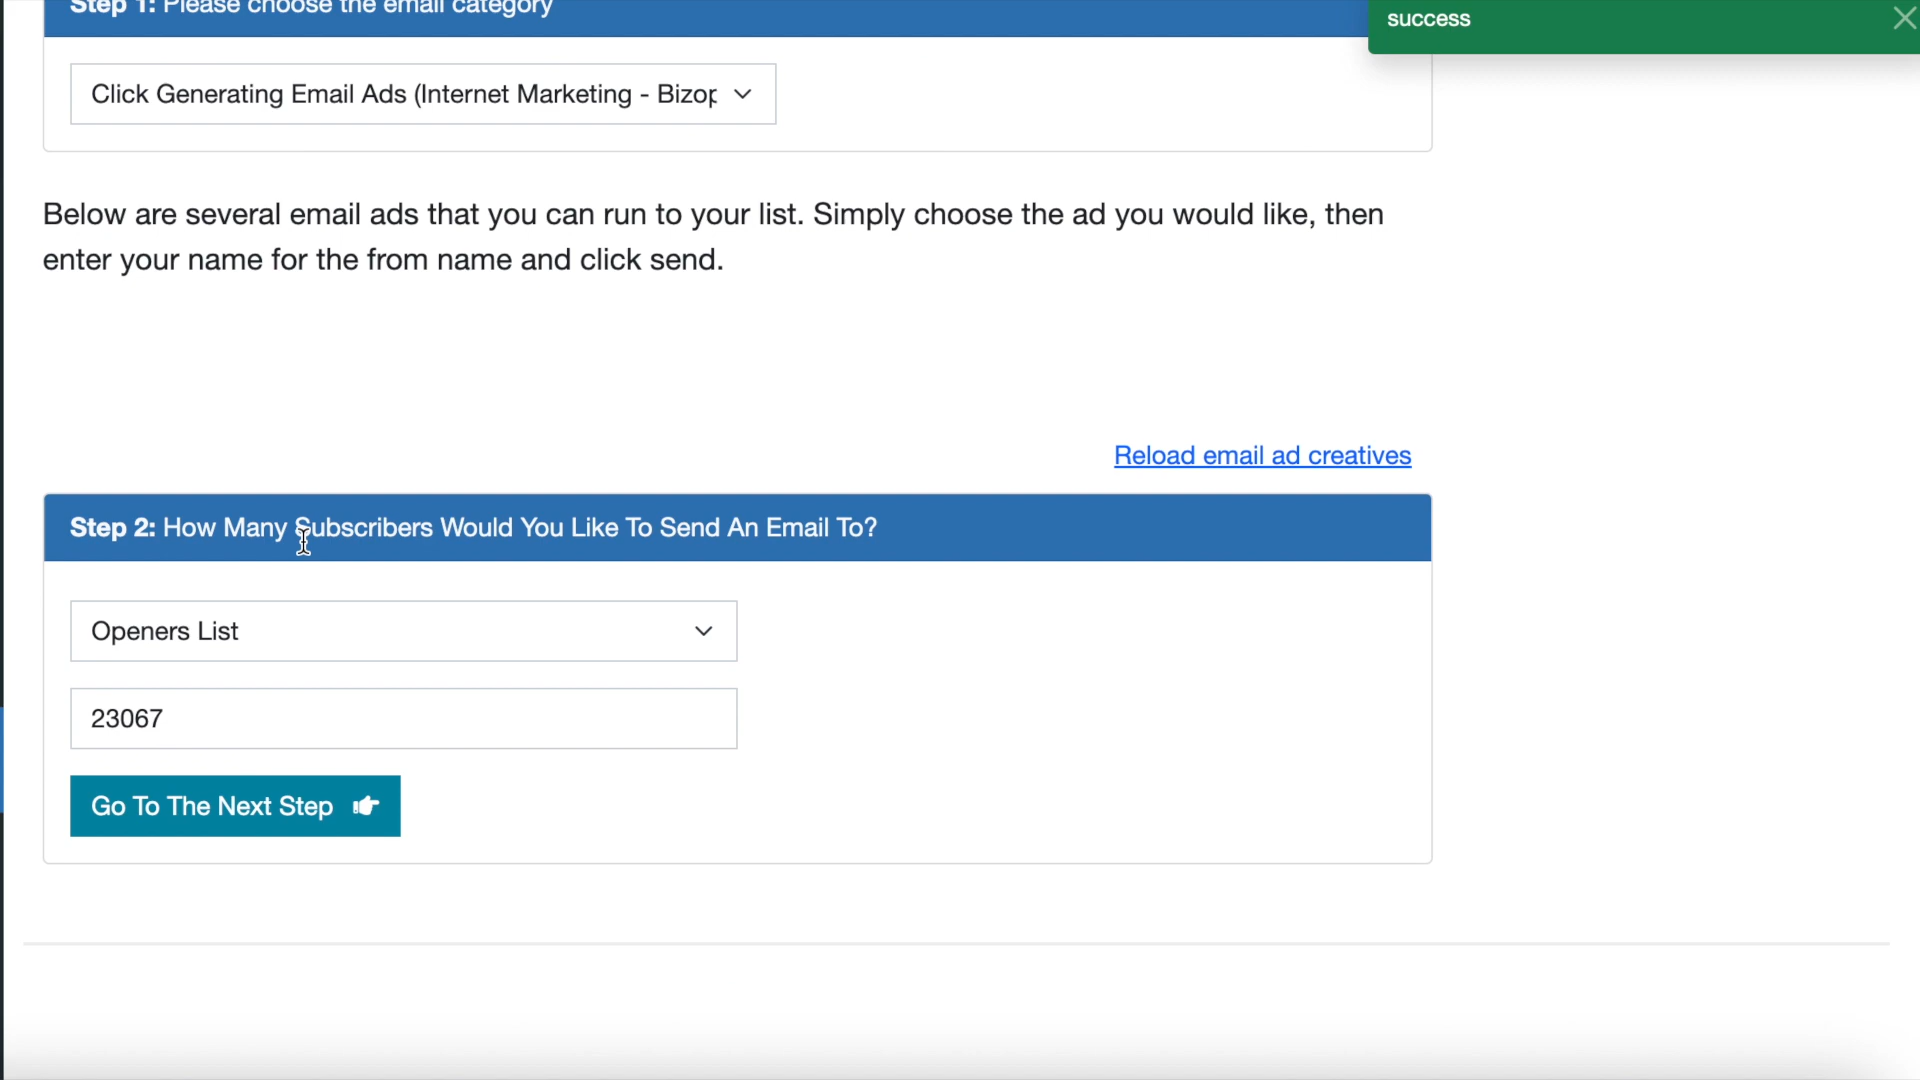 Step 1: Please choose the email category
success
Click Generating Email Ads (Internet Marketing - Bizop
Below are several email ads that you can run to your list. Simply choose the ad you would like, then
enter your name for the from name and click send.
Reload email ad creatives
Step 2: How Many Subscribers Would You Like To Send An Email To?
Openers List
23067
Go To The Next Step